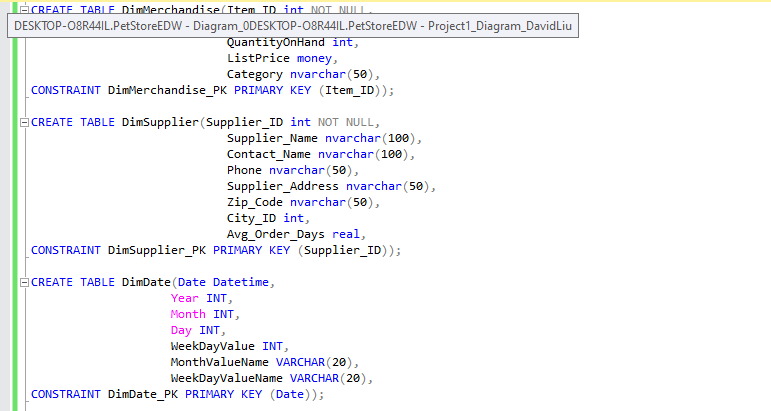 CREATE TABLE DimMerchandise(Item_ID int NOT NULL,
DESKTOP-O8R44IL.PetStoreEDW - Diagram_0DESKTOP-O8R44IL.PetStoreEDW - Project1_Diagram_DavidLiu
QuantityOnHand int,
ListPrice money,
Category nvarchar(50),
CONSTRAINT DimMerchandise_PK PRIMARY KEY (Item_ID));
CREATE TABLE DimSupplier(Supplier_ID int NOT NULL,
Supplier_Name nvarchar(100),
Contact_Name nvarchar(100),
Phone nvarchar(50),
Supplier_Address nvarchar(50),
Zip_Code nvarchar(50),
City_ID int,
Avg_Order_Days real,
CONSTRAINT DimSupplier_PK PRIMARY KEY (Supplier_ID));
CREATE TABLE DimDate(Date Datetime,
Year INT,
Month INT,
Day INT,
WeekDayValue INT,
MonthValueName VARCHAR(20),
WeekDayValueName VARCHAR(20),
CONSTRAINT DimDate_PK PRIMARY KEY (Date));